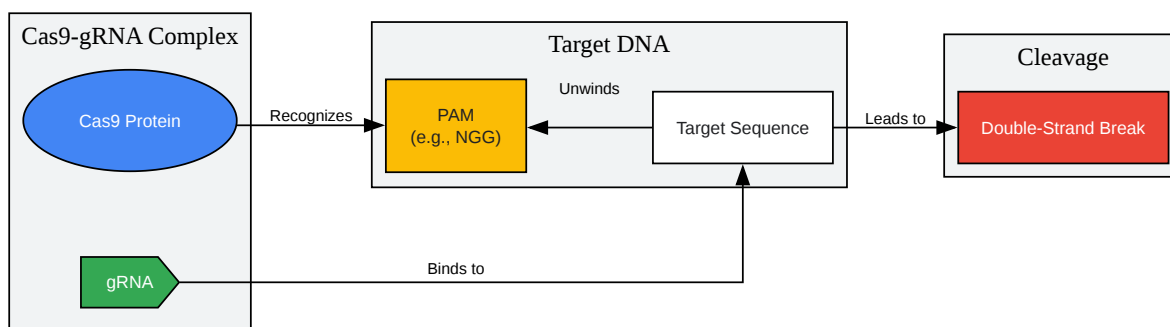 Cas9-gRNA Complex
Target DNA
Cleavage
Cas9 Protein
Recognizes
PAM
(e.g., NGG)
Unwinds
Target Sequence
Leads to
Double-Strand Break
gRNA
Binds to